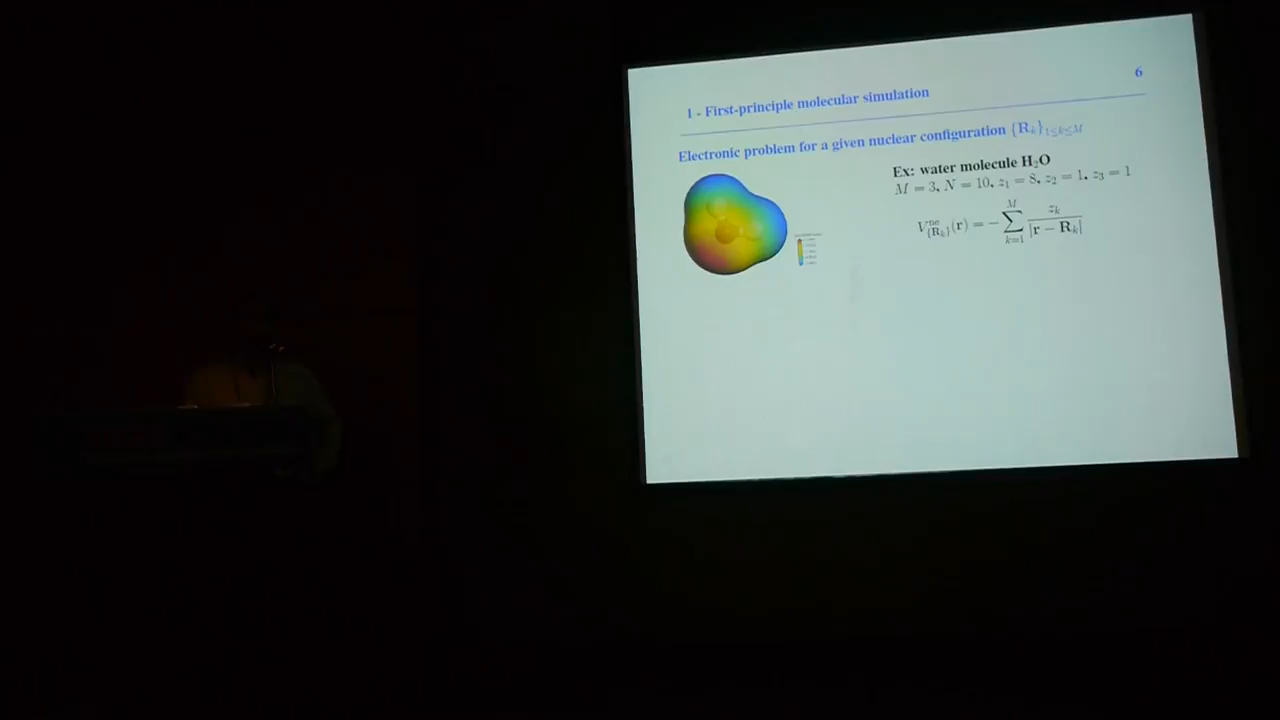 6
1 - First-principle molecular simulation
Electronic problem for a given nuclear configuration {R_k}_{1≤k≤M}
Ex: water molecule H₂O
M = 3, N = 10, z₁ = 8, z₂ = 1, z₃ = 1
V^{ne}_{{R_k}}(r) = − ∑_{k=1}^{M} z_k / |r − R_k|